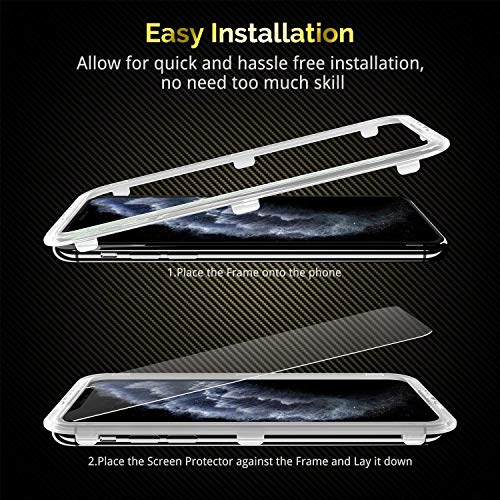 Easy Installation
Allow for quick and hassle free installation,
no need too much skill
1.Place the Frame onto the phone
2.Place the Screen Protector against the Frame and Lay it down